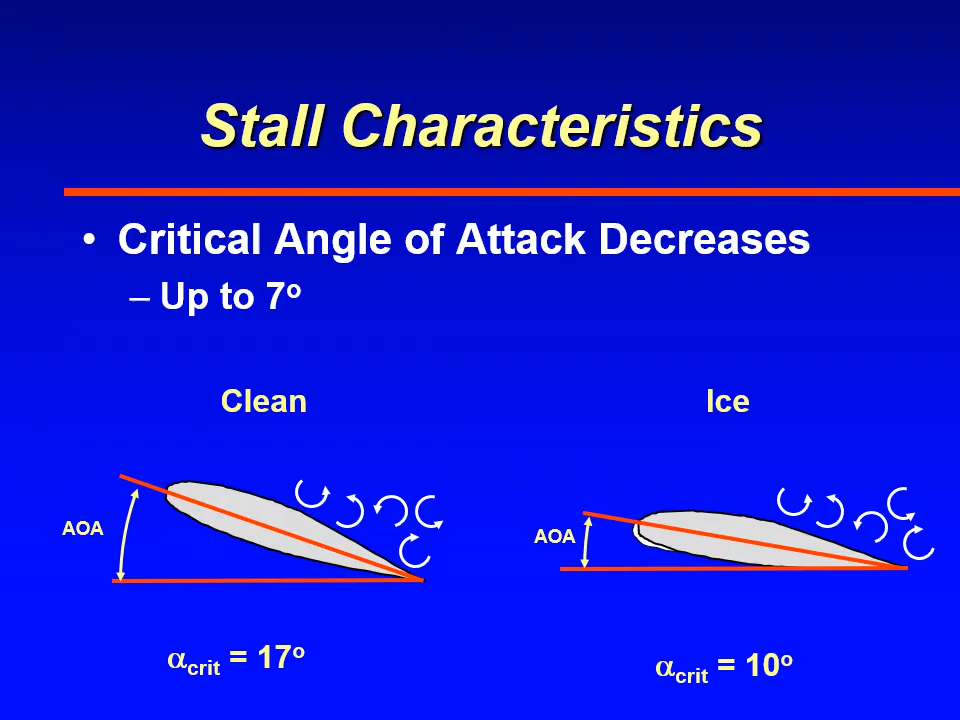 Stall Characteristics
• Critical Angle of Attack Decreases
– Up to 7º
Clean Ice
AOA AOA
αcrit = 17º αcrit = 10º